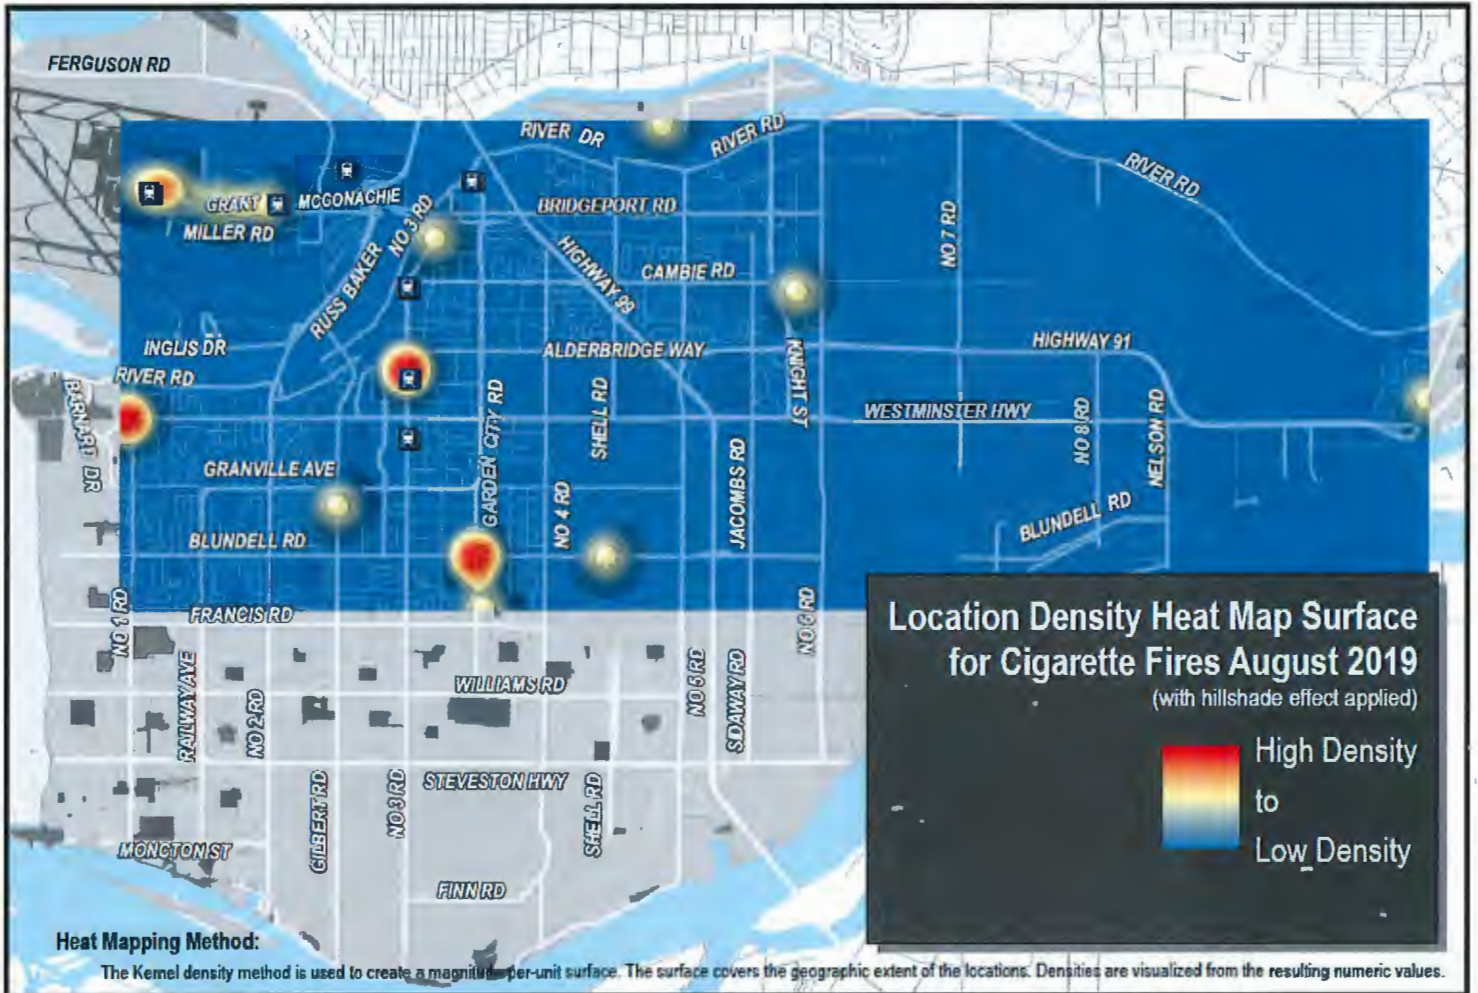 FERGUSON RD
RIVER DR
RIVER RD
RIVER RD
GRANT
MCCONACHIE
MILLER RD
NO 3 RD
BRIDGEPORT RD
NO 7 RD
RUSS BAKER
HIGHWAY 99
CAMBIE RD
INGLIS DR
ALDERBRIDGE WAY
HIGHWAY 91
RIVER RD
BARNARD DR
GARDEN CITY RD
SHELL RD
KNIGHT ST
WESTMINSTER HWY
NO 8 RD
NELSON RD
GRANVILLE AVE
NO 4 RD
JACOMBS RD
BLUNDELL RD
BLUNDELL RD
NO 1 RD
FRANCIS RD
NO 6 RD
Location Density Heat Map Surface
for Cigarette Fires August 2019
(with hillshade effect applied)
High Density
to
Low Density
RAILWAY AVE
NO 2 RD
WILLIAMS RD
NO 5 RD
SIDAWAY RD
GILBERT RD
NO 3 RD
STEVESTON HWY
SHELL RD
MONCTON ST
FINN RD
Heat Mapping Method:
The Kernel density method is used to create a magnitude-per-unit surface. The surface covers the geographic extent of the locations. Densities are visualized from the resulting numeric values.